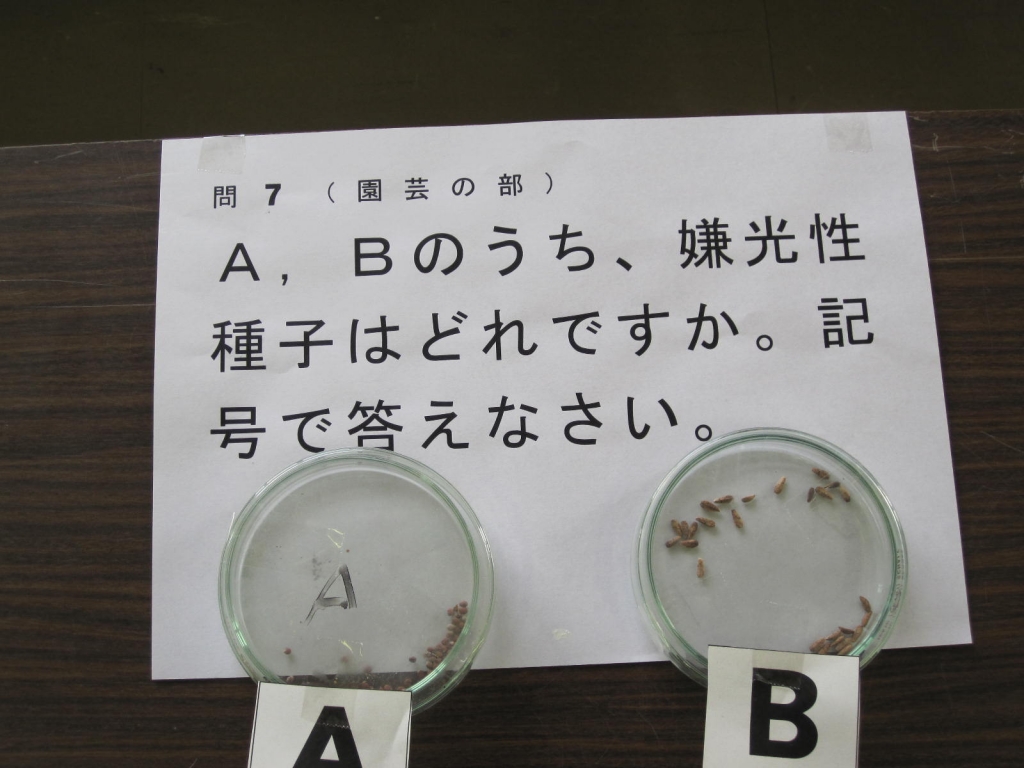 問 7 （園芸の部）
Ａ，Ｂのうち、嫌光性
種子はどれですか。記
号で答えなさい。
A
A
B